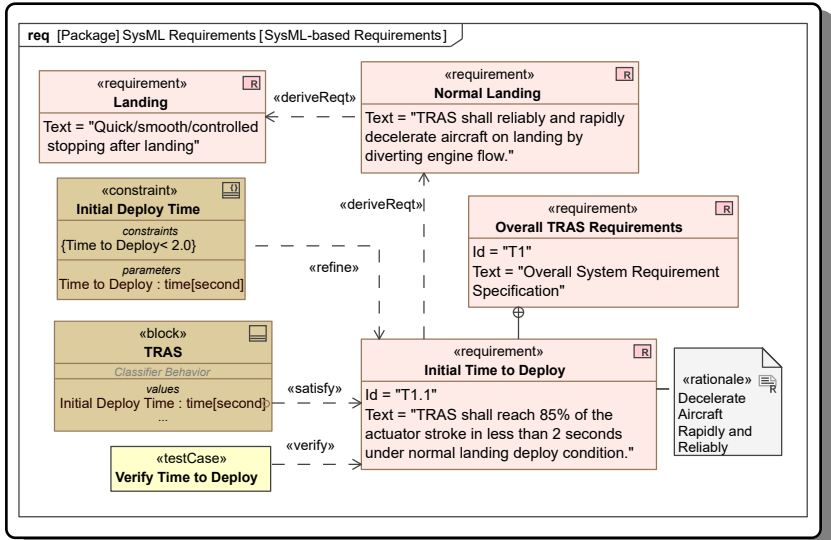 req [Package] SysML Requirements [SysML-based Requirements]
«requirement»
R
Landing
Text = "Quick/smooth/controlled
stopping after landing"
«deriveReqt»
«requirement»
R
Normal Landing
Text = "TRAS shall reliably and rapidly
decelerate aircraft on landing by
diverting engine flow."
«constraint»
{}
Initial Deploy Time
constraints
{Time to Deploy< 2.0}
parameters
Time to Deploy : time[second]
«deriveReqt»
«refine»
«requirement»
R
Overall TRAS Requirements
Id = "T1"
Text = "Overall System Requirement
Specification"
«block»
TRAS
Classifier Behavior
values
Initial Deploy Time : time[second]
...
«satisfy»
«requirement»
R
Initial Time to Deploy
Id = "T1.1"
Text = "TRAS shall reach 85% of the
actuator stroke in less than 2 seconds
under normal landing deploy condition."
«rationale»
R
Decelerate
Aircraft
Rapidly and
Reliably
«verify»
«testCase»
Verify Time to Deploy